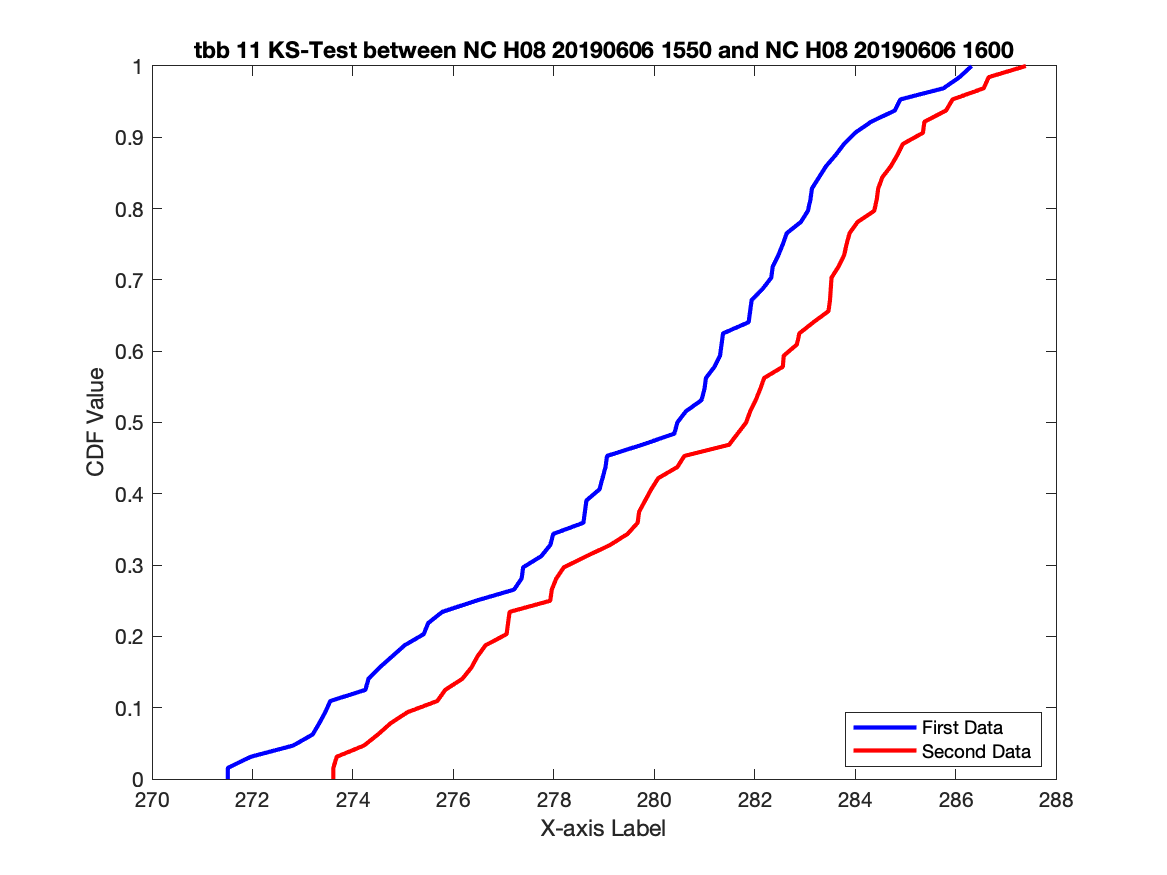 tbb 11 KS-Test between NC H08 20190606 1550 and NC H08 20190606 1600
1
0.9
0.8
0.7
0.6
0.5
0.4
0.3
0.2
0.1
0
CDF Value
270 272 274 276 278 280 282 284 286 288
X-axis Label
First Data
Second Data